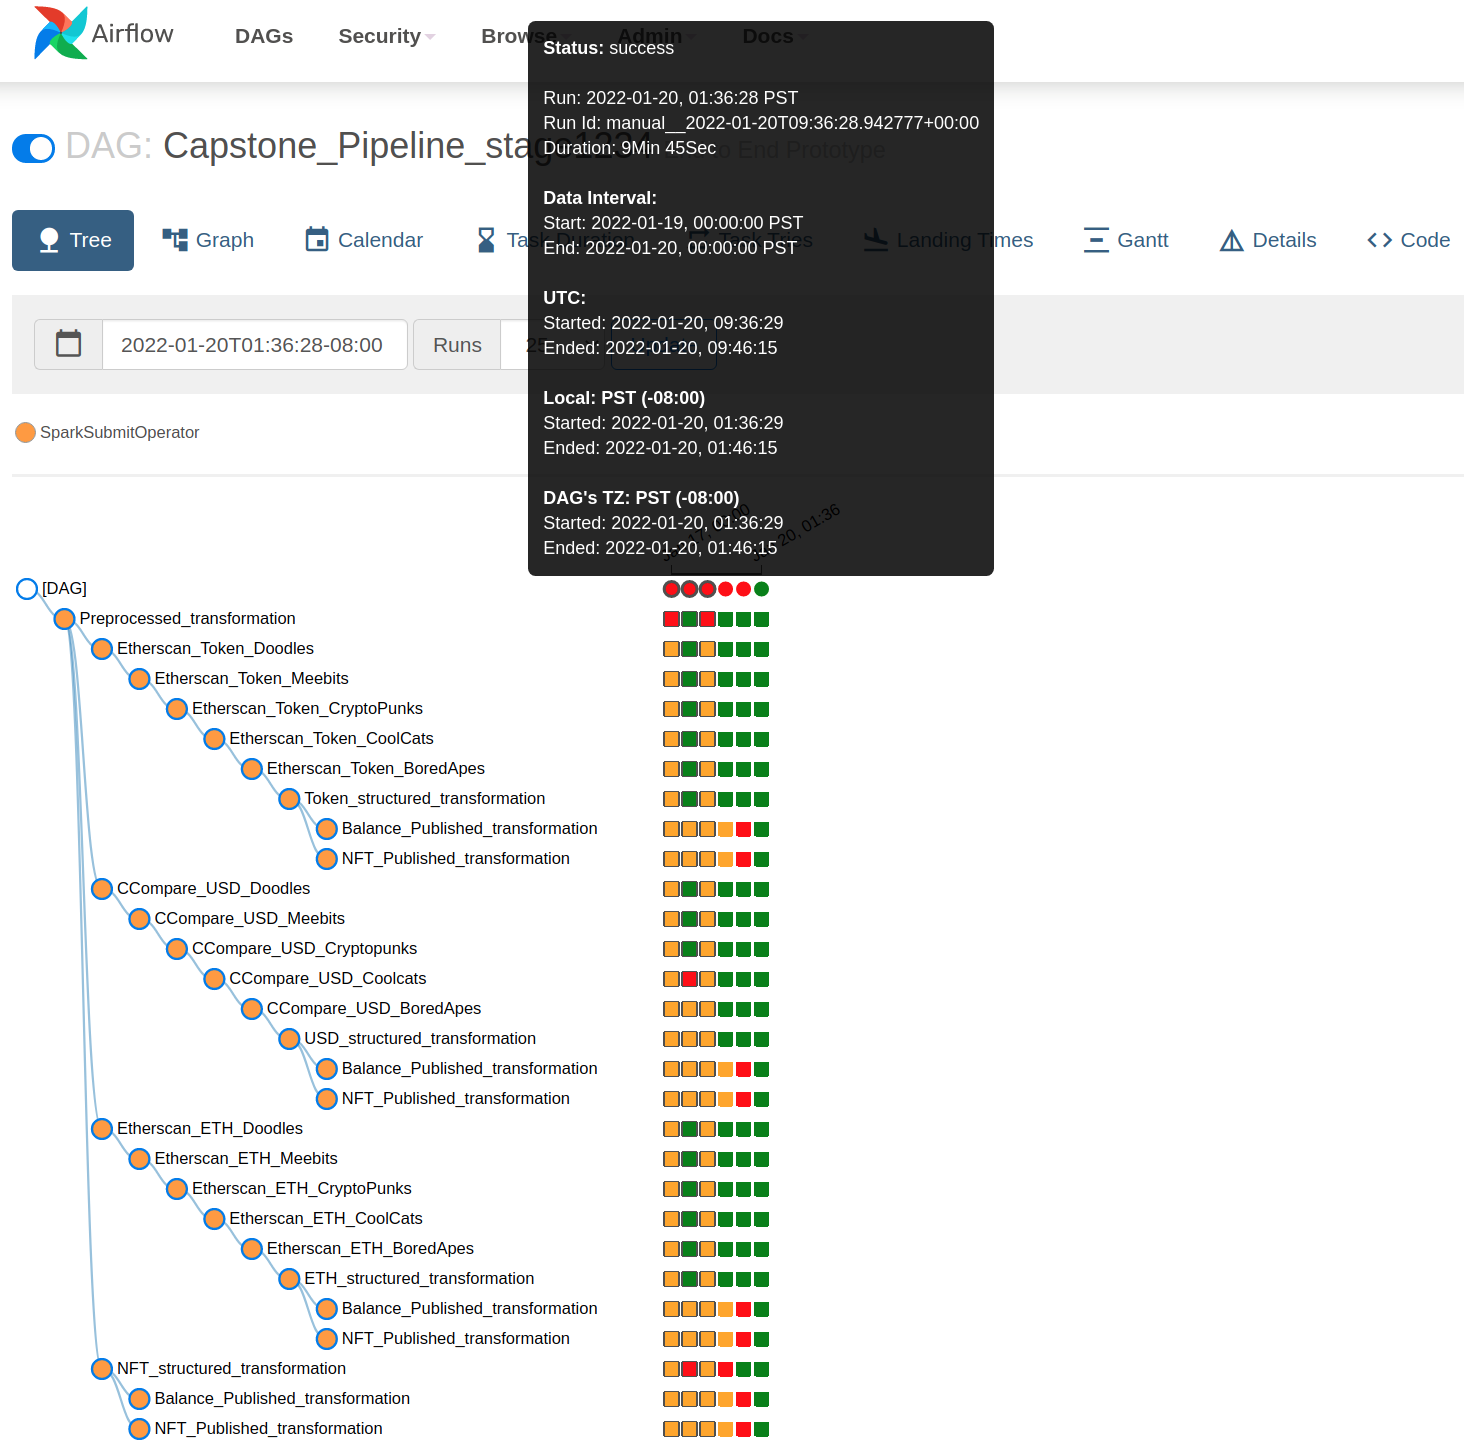 Airflow
DAGs
Security
Browse
Admin
Docs
Status: success
Run: 2022-01-20, 01:36:28 PST
Run Id: manual__2022-01-20T09:36:28.942777+00:00
Duration: 9Min 45Sec
DAG: Capstone_Pipeline_stage1234 End Prototype
Data Interval:
Start: 2022-01-19, 00:00:00 PST
End: 2022-01-20, 00:00:00 PST
Tree
Graph
Calendar
Task Duration
Task Tries
Landing Times
Gantt
Details
Code
UTC:
Started: 2022-01-20, 09:36:29
Ended: 2022-01-20, 09:46:15
2022-01-20T01:36:28-08:00
Runs
25
Local: PST (-08:00)
Started: 2022-01-20, 01:36:29
Ended: 2022-01-20, 01:46:15
SparkSubmitOperator
DAG's TZ: PST (-08:00)
Started: 2022-01-20, 01:36:29
Ended: 2022-01-20, 01:46:15
20, 01:36
[DAG]
Preprocessed_transformation
Etherscan_Token_Doodles
Etherscan_Token_Meebits
Etherscan_Token_CryptoPunks
Etherscan_Token_CoolCats
Etherscan_Token_BoredApes
Token_structured_transformation
Balance_Published_transformation
NFT_Published_transformation
CCompare_USD_Doodles
CCompare_USD_Meebits
CCompare_USD_Cryptopunks
CCompare_USD_Coolcats
CCompare_USD_BoredApes
USD_structured_transformation
Balance_Published_transformation
NFT_Published_transformation
Etherscan_ETH_Doodles
Etherscan_ETH_Meebits
Etherscan_ETH_CryptoPunks
Etherscan_ETH_CoolCats
Etherscan_ETH_BoredApes
ETH_structured_transformation
Balance_Published_transformation
NFT_Published_transformation
NFT_structured_transformation
Balance_Published_transformation
NFT_Published_transformation